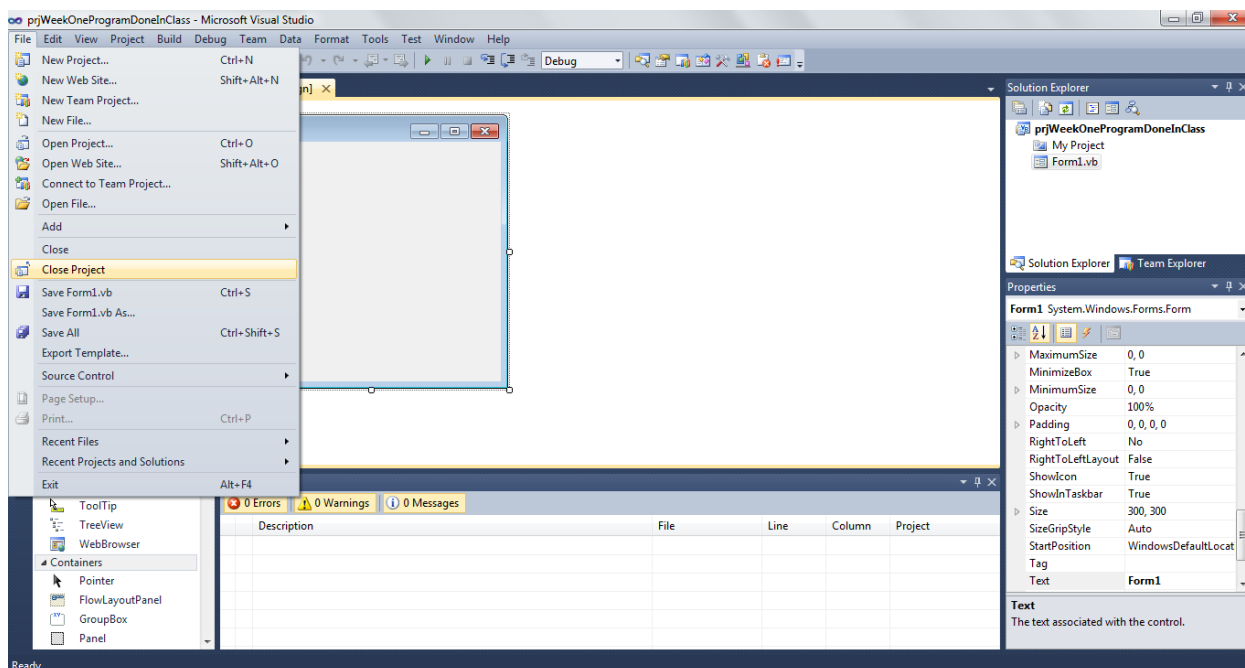 prjWeekOneProgramDoneInClass - Microsoft Visual Studio
File Edit View Project Build Debug Team Data Format Tools Test Window Help
Debug
New Project... Ctrl+N
New Web Site... Shift+Alt+N
New Team Project...
New File...
Open Project... Ctrl+O
Open Web Site... Shift+Alt+O
Connect to Team Project...
Open File...
Add
Close
Close Project
Save Form1.vb Ctrl+S
Save Form1.vb As...
Save All Ctrl+Shift+S
Export Template...
Source Control
Page Setup...
Print... Ctrl+P
Recent Files
Recent Projects and Solutions
Exit Alt+F4
ToolTip
TreeView
WebBrowser
Containers
Pointer
FlowLayoutPanel
GroupBox
Panel
0 Errors 0 Warnings 0 Messages
Description File Line Column Project
Solution Explorer
prjWeekOneProgramDoneInClass
My Project
Form1.vb
Solution Explorer Team Explorer
Properties
Form1 System.Windows.Forms.Form
MaximumSize 0, 0
MinimizeBox True
MinimumSize 0, 0
Opacity 100%
Padding 0, 0, 0, 0
RightToLeft No
RightToLeftLayout False
ShowIcon True
ShowInTaskbar True
Size 300, 300
SizeGripStyle Auto
StartPosition WindowsDefaultLocat
Tag
Text Form1
Text
The text associated with the control.
Ready